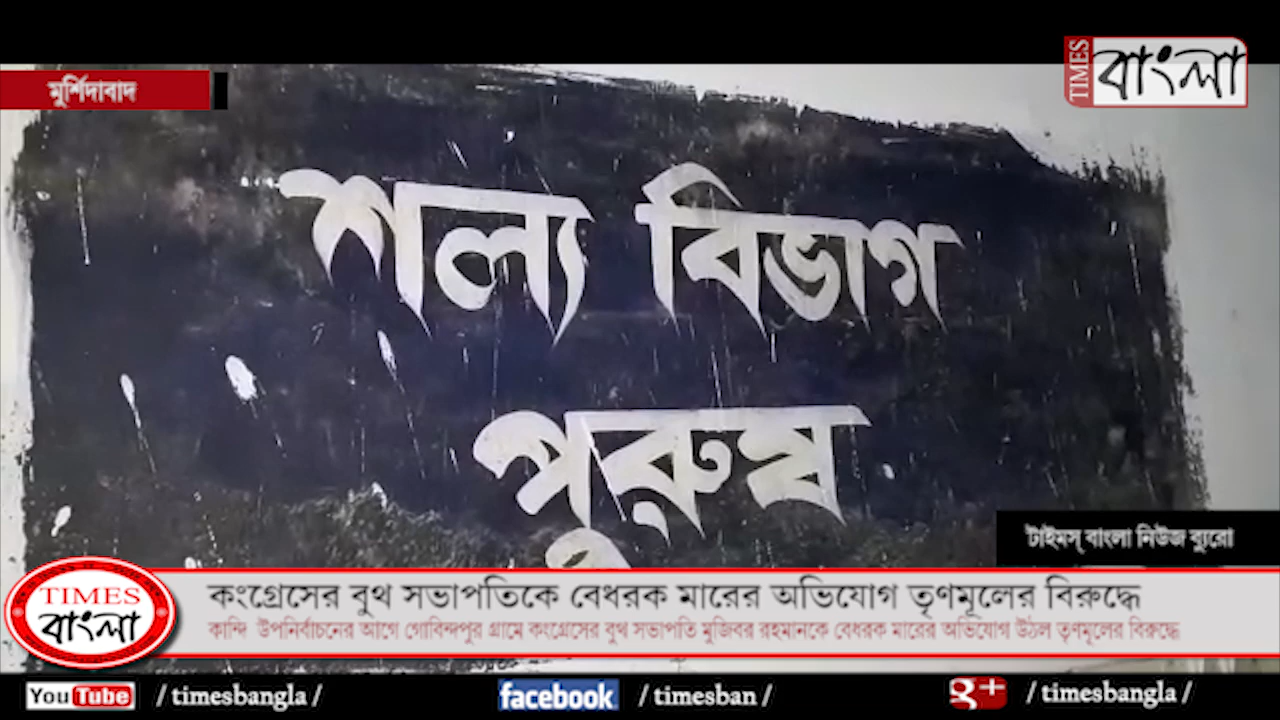 মুর্শিদাবাদ
TIMES বাংলা
শল্য বিভাগ
পুরুষ
টাইমস্ বাংলা নিউজ ব্যুরো
TIMES
বাংলা
কংগ্রেসের বুথ সভাপতিকে বেধরক মারের অভিযোগ তৃণমূলের বিরুদ্ধে
কান্দি উপনির্বাচনের আগে গোবিন্দপুর গ্রামে কংগ্রেসের বুথ সভাপতি মুজিবর রহমানকে বেধরক মারের অভিযোগ উঠল তৃণমূলের বিরুদ্ধে
YouTube / timesbangla / facebook / timesban / g+ / timesbangla /